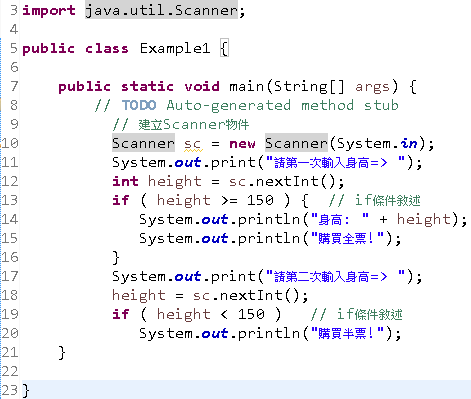 3 import java.util.Scanner;
4
5 public class Example1 {
6
7 public static void main(String[] args) {
8 // TODO Auto-generated method stub
9 // 建立Scanner物件
10 Scanner sc = new Scanner(System.in);
11 System.out.print("請第一次輸入身高=> ");
12 int height = sc.nextInt();
13 if ( height >= 150 ) { // if條件敘述
14 System.out.println("身高: " + height);
15 System.out.println("購買全票!");
16 }
17 System.out.print("請第二次輸入身高=> ");
18 height = sc.nextInt();
19 if ( height < 150 ) // if條件敘述
20 System.out.println("購買半票!");
21 }
22
23 }